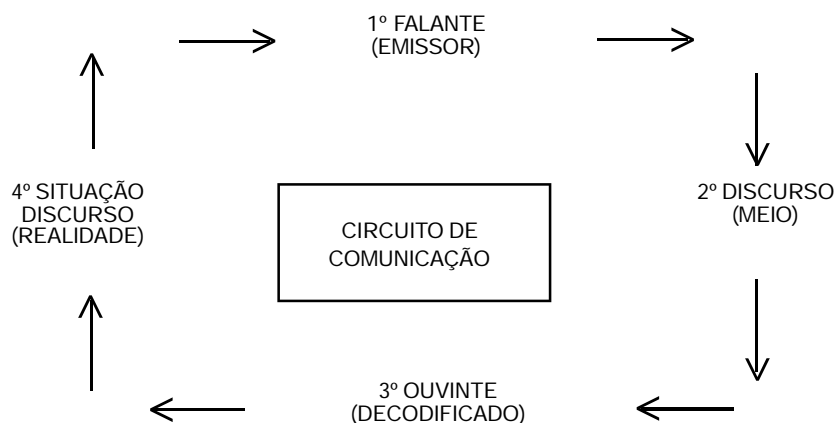 1º FALANTE
(EMISSOR)
2º DISCURSO
(MEIO)
3º OUVINTE
(DECODIFICADO)
4º SITUAÇÃO
DISCURSO
(REALIDADE)
CIRCUITO DE
COMUNICAÇÃO